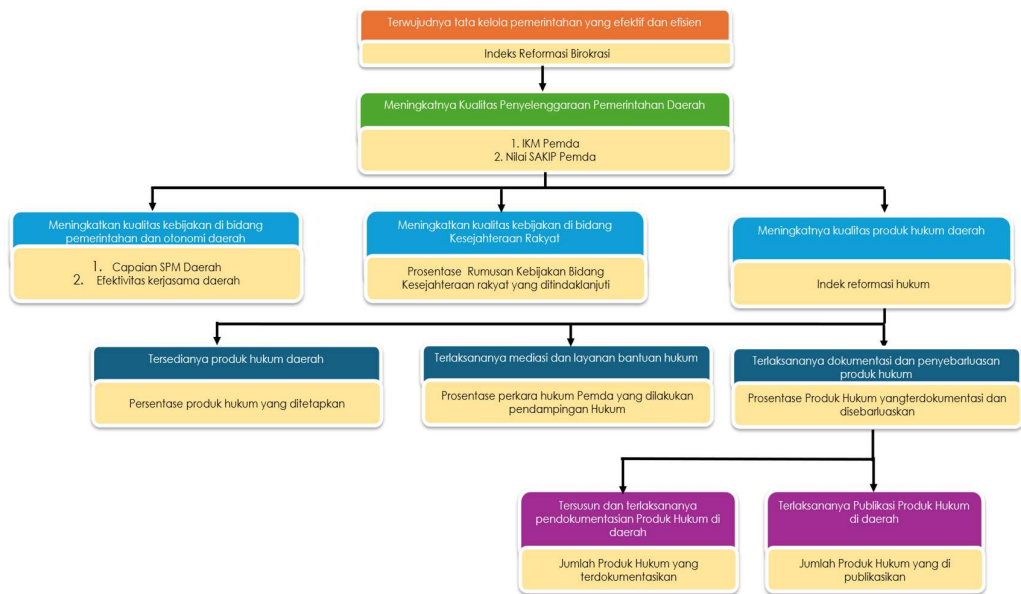 Terwujudnya tata kelola pemerintahan yang efektif dan efisien
Indeks Reformasi Birokrasi
Meningkatnya Kualitas Penyelenggaraan Pemerintahan Daerah
1. IKM Pemda
2. Nilai SAKIP Pemda
Meningkatkan kualitas kebijakan di bidang
pemerintahan dan otonomi daerah
1. Capaian SPM Daerah
2. Efektivitas kerjasama daerah
Meningkatkan kualitas kebijakan di bidang
Kesejahteraan Rakyat
Prosentase Rumusan Kebijakan Bidang
Kesejahteraan rakyat yang ditindaklanjuti
Meningkatnya kualitas produk hukum daerah
Indek reformasi hukum
Tersedianya produk hukum daerah
Persentase produk hukum yang ditetapkan
Terlaksananya mediasi dan layanan bantuan hukum
Prosentase perkara hukum Pemda yang dilakukan
pendampingan Hukum
Terlaksananya dokumentasi dan penyebarluasan
produk hukum
Prosentase Produk Hukum yangterdokumentasi dan
disebarluaskan
Tersusun dan terlaksananya
pendokumentasian Produk Hukum di
daerah
Jumlah Produk Hukum yang
terdokumentasikan
Terlaksananya Publikasi Produk Hukum
di daerah
Jumlah Produk Hukum yang di
publikasikan